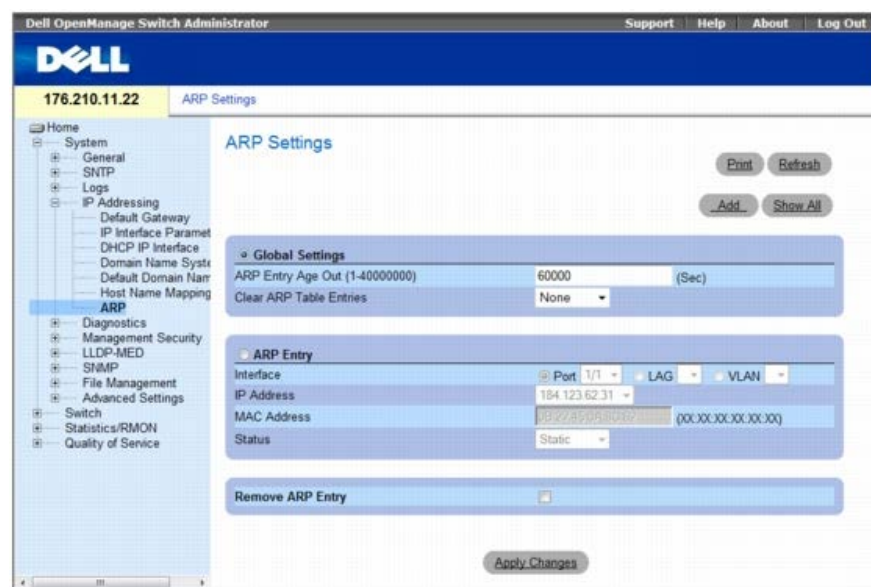 Dell OpenManage Switch Administrator Support Help About Log Out
DELL
176.210.11.22 ARP Settings
Home
System
General
SNTP
Logs
IP Addressing
Default Gateway
IP Interface Paramet
DHCP IP Interface
Domain Name Syste
Default Domain Nam
Host Name Mapping
ARP
Diagnostics
Management Security
LLDP-MED
SNMP
File Management
Advanced Settings
Switch
Statistics/RMON
Quality of Service
ARP Settings
Print Refresh
Add Show All
Global Settings
ARP Entry Age Out (1-40000000) 60000 (Sec)
Clear ARP Table Entries None
ARP Entry
Interface Port 1/1 LAG VLAN
IP Address 184.123.62.31
MAC Address (XX:XX:XX:XX:XX:XX)
Status Static
Remove ARP Entry
Apply Changes